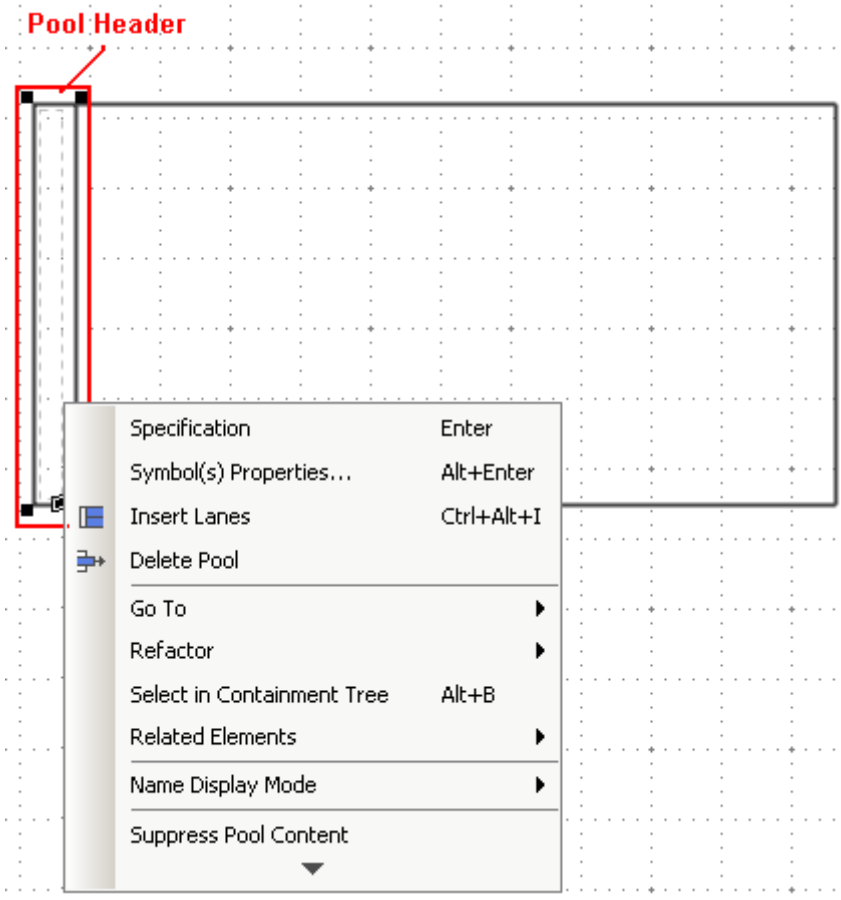 Pool Header
Specification Enter
Symbol(s) Properties... Alt+Enter
Insert Lanes Ctrl+Alt+I
Delete Pool
Go To
Refactor
Select in Containment Tree Alt+B
Related Elements
Name Display Mode
Suppress Pool Content